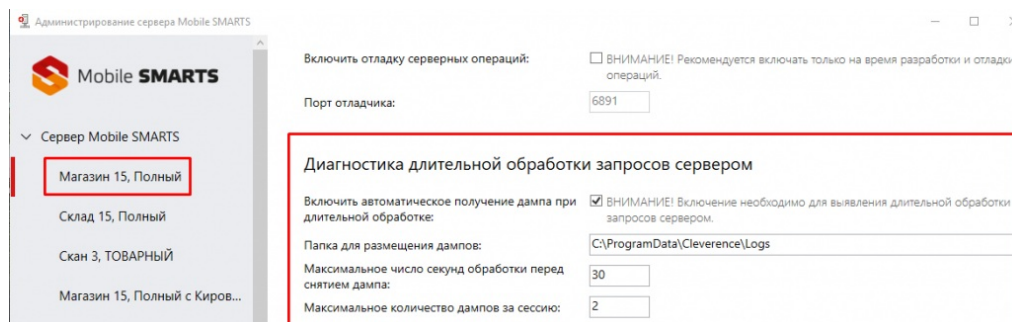 Администрирование сервера Mobile SMARTS
Mobile SMARTS
Сервер Mobile SMARTS
Магазин 15, Полный
Склад 15, Полный
Скан 3, ТОВАРНЫЙ
Магазин 15, Полный с Киров...
Включить отладку серверных операций:
ВНИМАНИЕ! Рекомендуется включать только на время разработки и отладки
операций.
Порт отладчика:
6891
Диагностика длительной обработки запросов сервером
Включить автоматическое получение дампа при
длительной обработке:
ВНИМАНИЕ! Включение необходимо для выявления длительной обработки
запросов сервером.
Папка для размещения дампов:
C:\ProgramData\Cleverence\Logs
Максимальное число секунд обработки перед
снятием дампа:
30
Максимальное количество дампов за сессию:
2